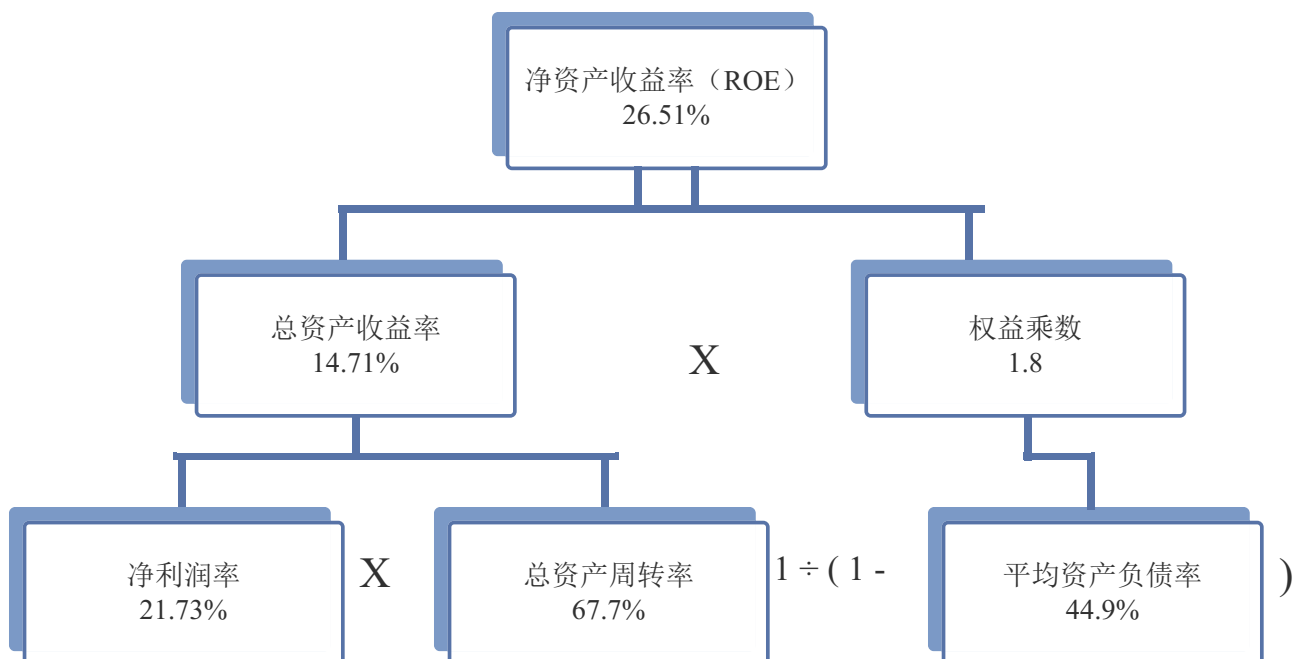 净资产收益率（ROE）
26.51%
总资产收益率
14.71%
X
权益乘数
1.8
净利润率
21.73%
X
总资产周转率
67.7%
1 ÷ ( 1 -
平均资产负债率
44.9%
)